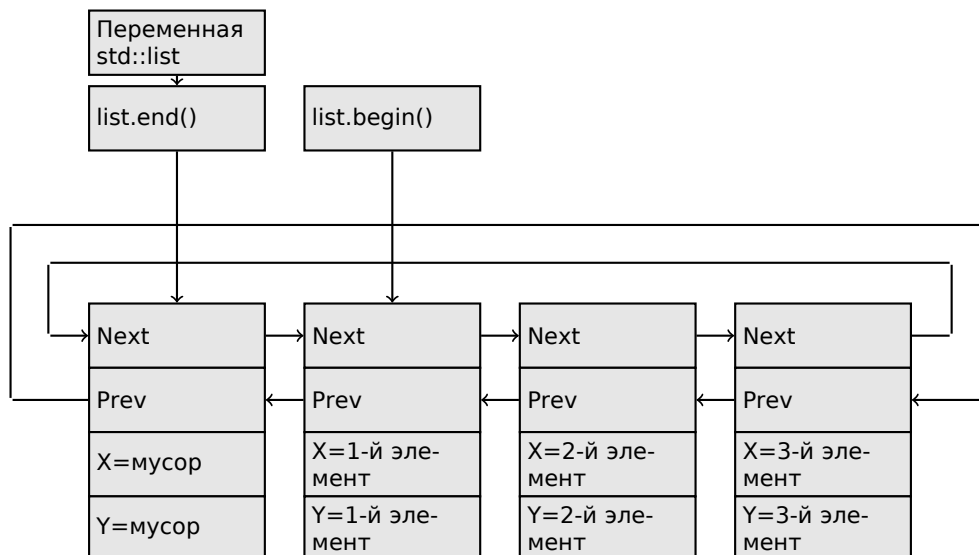 Переменная
std::list
list.end()
list.begin()
Next
Next
Next
Next
Prev
Prev
Prev
Prev
X=мусор
X=1-й эле-
мент
X=2-й эле-
мент
X=3-й эле-
мент
Y=мусор
Y=1-й эле-
мент
Y=2-й эле-
мент
Y=3-й эле-
мент